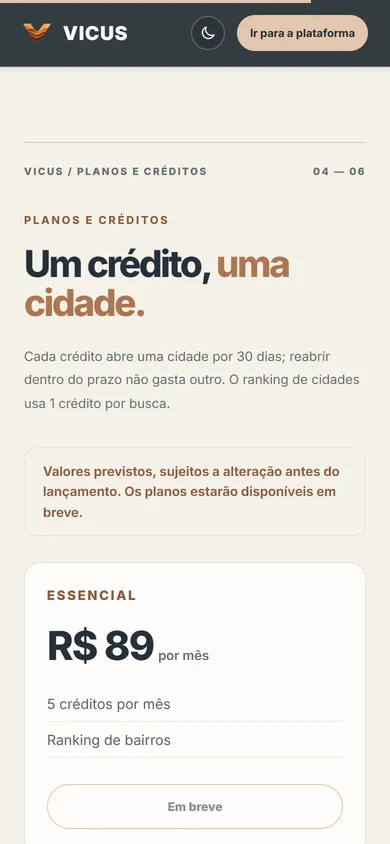 VICUS
Ir para a plataforma
VICUS / PLANOS E CRÉDITOS
04 — 06
PLANOS E CRÉDITOS
Um crédito, uma
cidade.
Cada crédito abre uma cidade por 30 dias; reabrir
dentro do prazo não gasta outro. O ranking de cidades
usa 1 crédito por busca.
Valores previstos, sujeitos a alteração antes do
lançamento. Os planos estarão disponíveis em
breve.
ESSENCIAL
R$ 89 por mês
5 créditos por mês
Ranking de bairros
Em breve